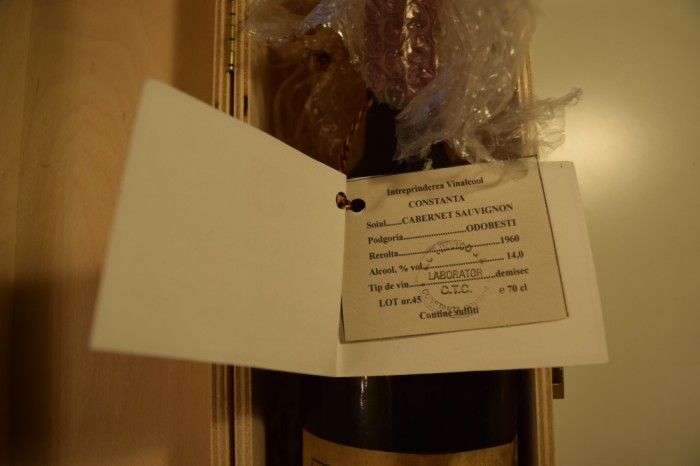 Intreprinderea Vinalcool
CONSTANTA
Soiul.......CABERNET SAUVIGNON
Podgoria......................ODOBESTI
Recolta...................................1960
Alcool, % vol............................ 14,0
Tip de vin.............................demisec
LOT nr.45 e 70 cl
Contine sulfiti
LABORATOR
C.T.C.